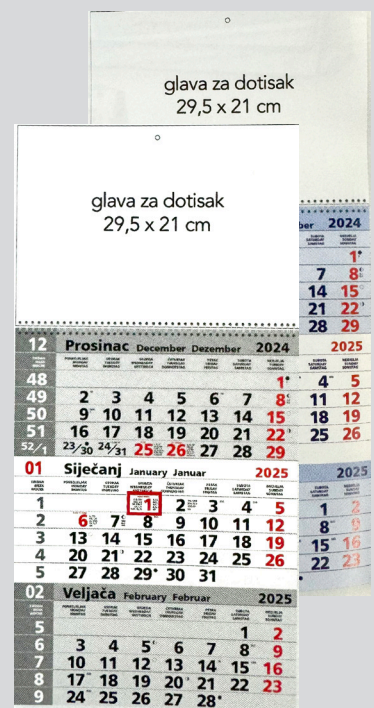 glava za dotisak
29,5 x 21 cm
glava za dotisak
29,5 x 21 cm
12 Prosinac December Dezember 2024
48 1
49 2 3 4 5 6 7 8
50 9 10 11 12 13 14 15
51 16 17 18 19 20 21 22
52/1 23/30 24/31 25 26 27 28 29
01 Siječanj January Januar 2025
1 1 2 3 4 5
2 6 7 8 9 10 11 12
3 13 14 15 16 17 18 19
4 20 21 22 23 24 25 26
5 27 28 29 30 31
02 Veljača February Februar 2025
5 1 2
6 3 4 5 6 7 8 9
7 10 11 12 13 14 15 16
8 17 18 19 20 21 22 23
9 24 25 26 27 28
ber 2024
1
7 8
14 15
21 22
28 29
2025
4 5
11 12
18 19
25 26
2025
1 2
8 9
15 16
22 23